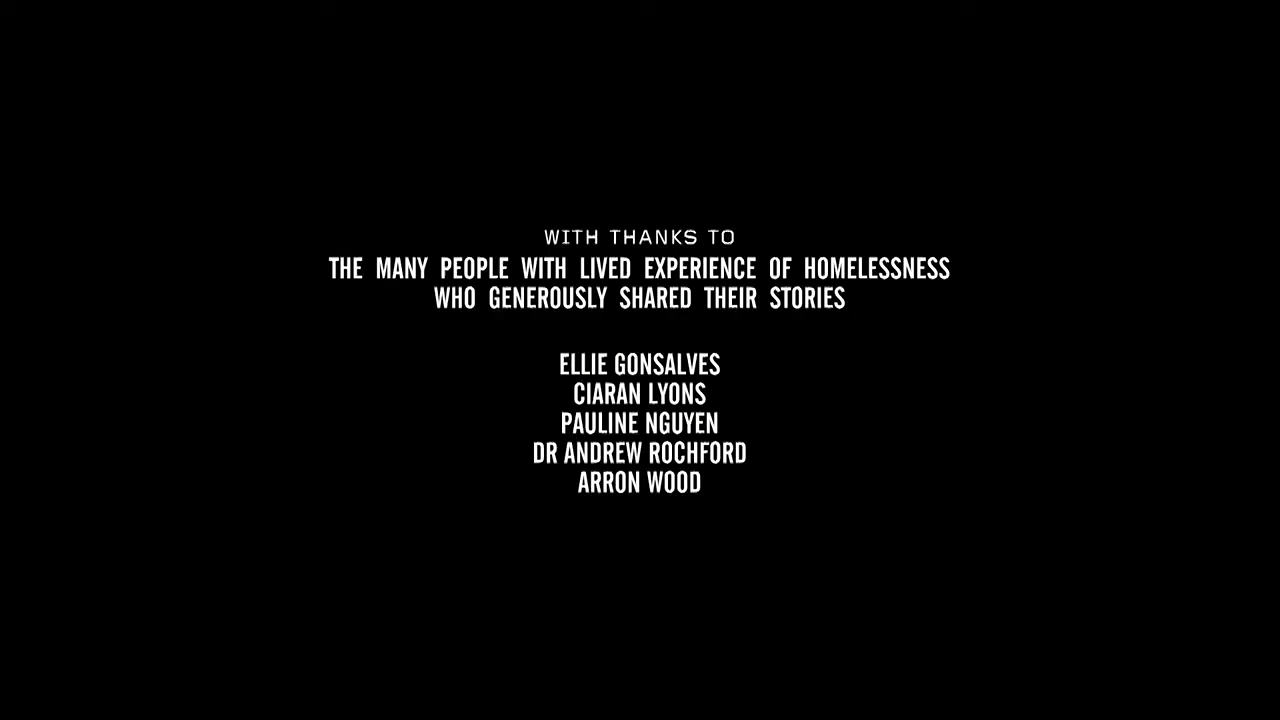 WITH THANKS TO
THE MANY PEOPLE WITH LIVED EXPERIENCE OF HOMELESSNESS
WHO GENEROUSLY SHARED THEIR STORIES
ELLIE GONSALVES
CIARAN LYONS
PAULINE NGUYEN
DR ANDREW ROCHFORD
ARRON WOOD